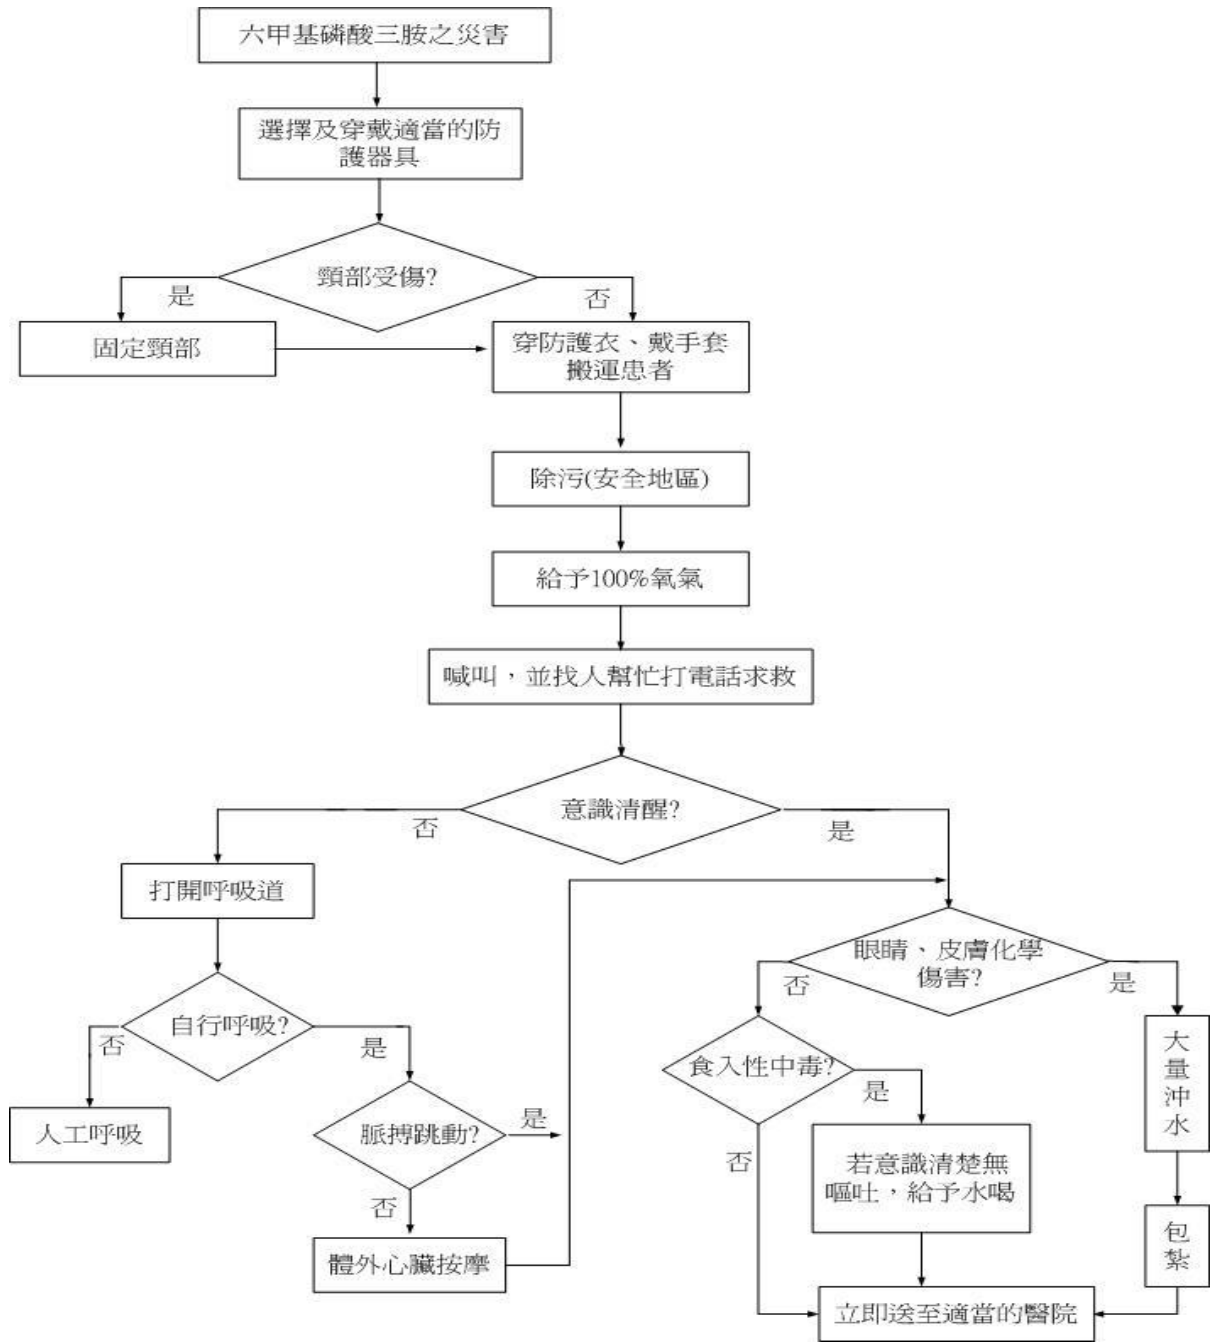 六甲基磷酸三胺之災害
選擇及穿戴適當的防
護器具
頸部受傷?
是
否
固定頸部
穿防護衣、戴手套
搬運患者
除污(安全地區)
給予100%氧氣
喊叫，並找人幫忙打電話求救
意識清醒?
否
是
打開呼吸道
眼睛、皮膚化學
傷害?
否
是
自行呼吸?
否
是
食入性中毒?
是
否
大
量
沖
水
人工呼吸
脈搏跳動?
是
否
若意識清楚無
嘔吐，給予水喝
包
紮
體外心臟按摩
立即送至適當的醫院